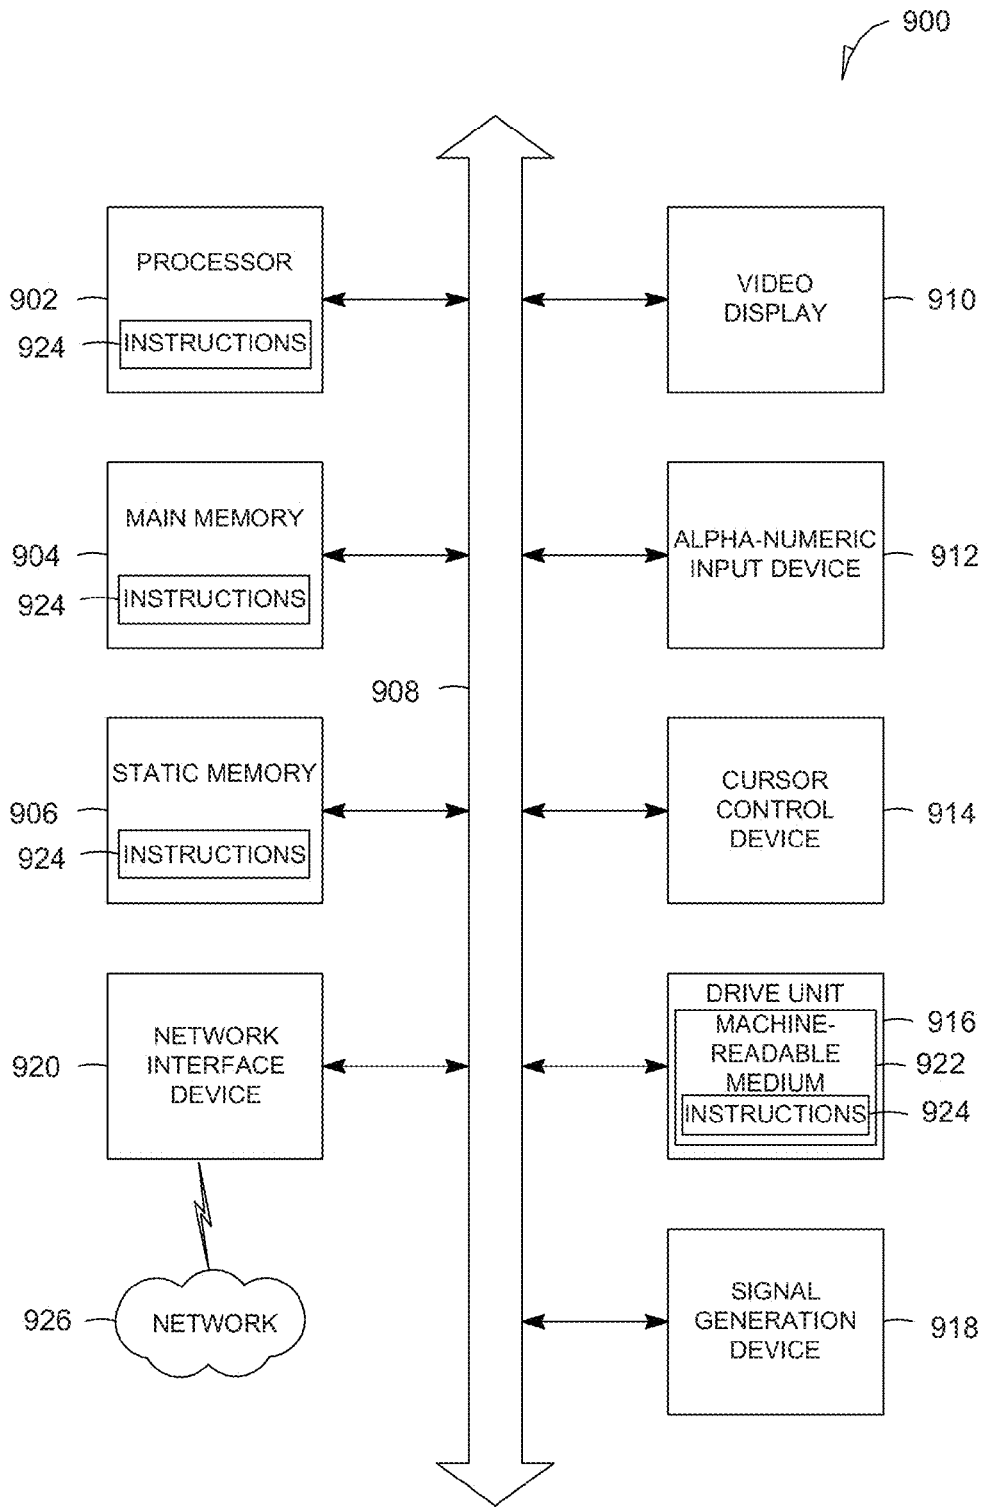 900
PROCESSOR
902
924
INSTRUCTIONS
VIDEO
DISPLAY
910
MAIN MEMORY
904
924
INSTRUCTIONS
ALPHA-NUMERIC
INPUT DEVICE
912
908
STATIC MEMORY
906
924
INSTRUCTIONS
CURSOR
CONTROL
DEVICE
914
NETWORK
INTERFACE
DEVICE
920
DRIVE UNIT
916
MACHINE-
READABLE
MEDIUM
922
INSTRUCTIONS
924
926
NETWORK
SIGNAL
GENERATION
DEVICE
918